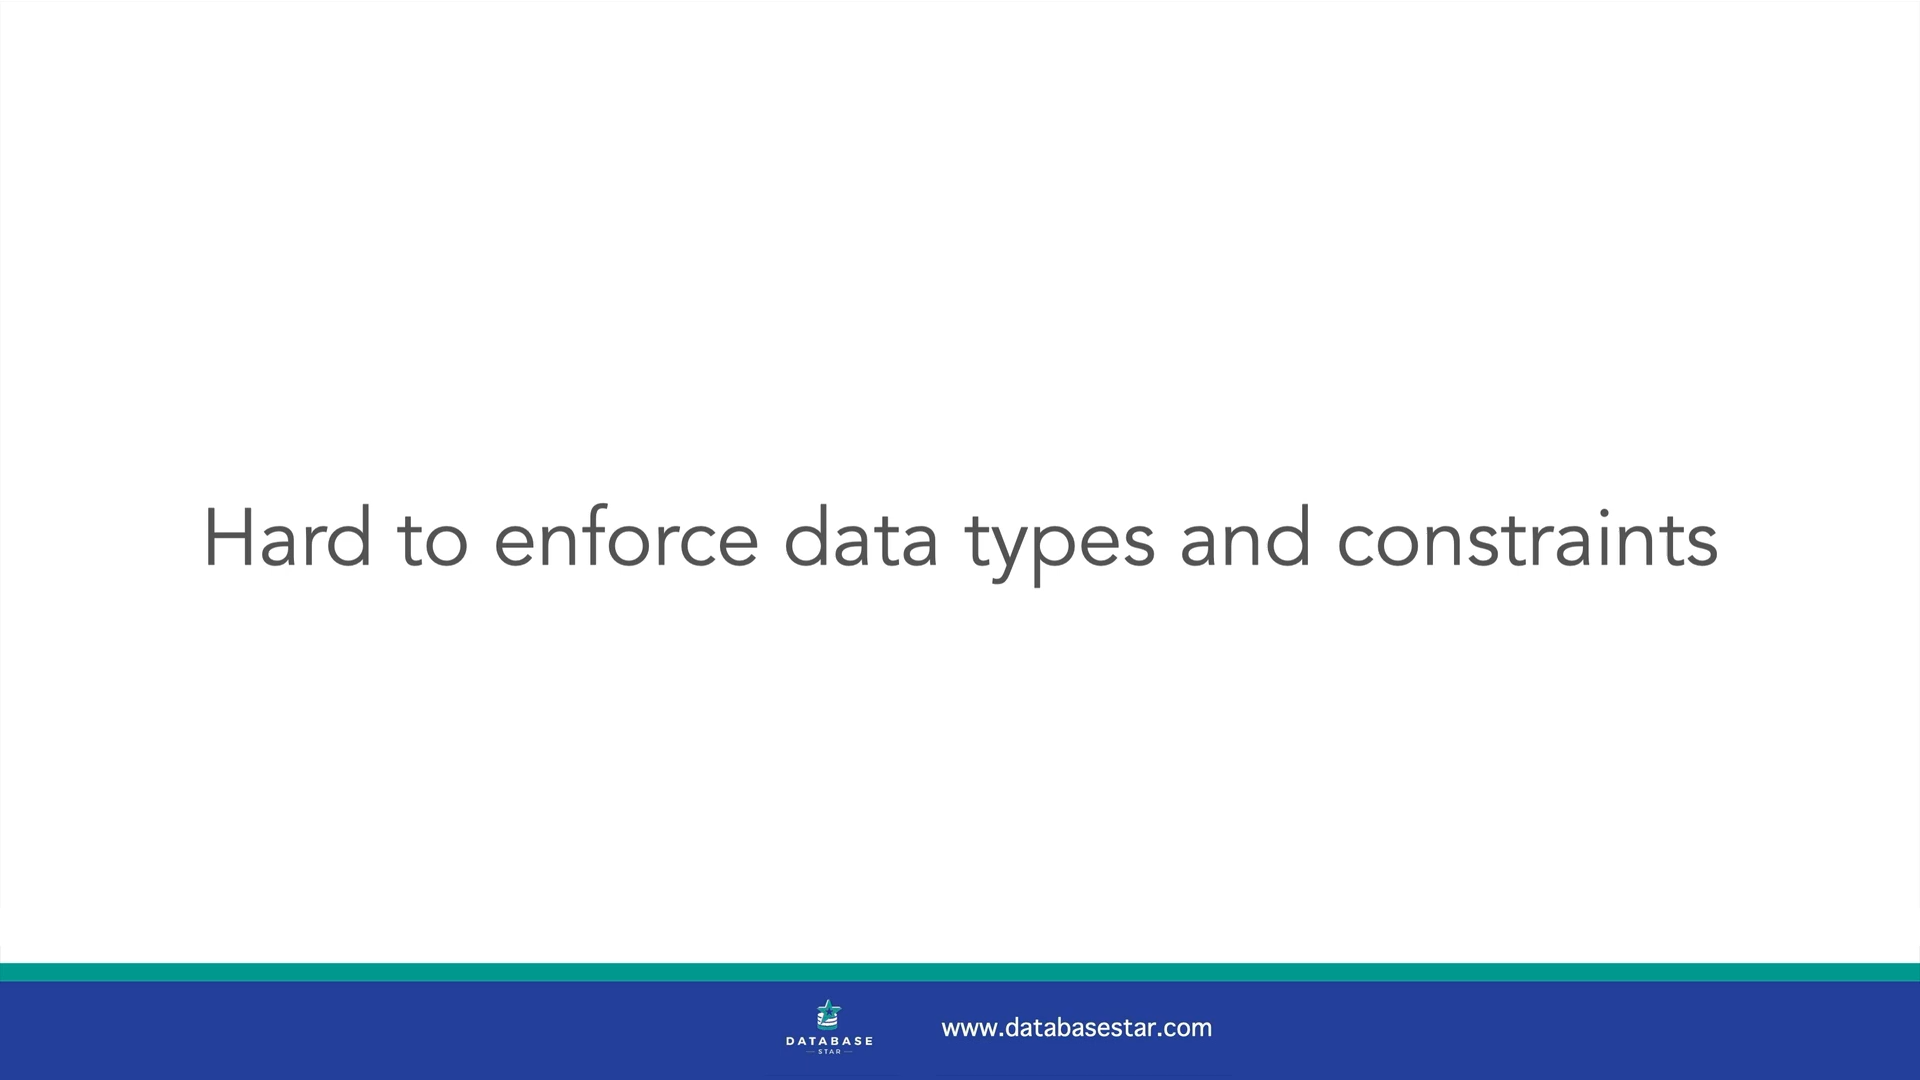 Hard to enforce data types and constraints
DATABASE
STAR
www.databasestar.com